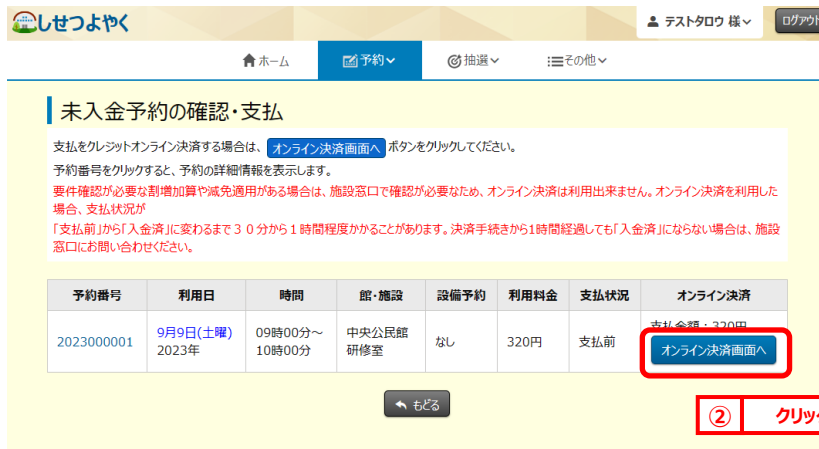 しせつよやく
テストタロウ 様
ログアウト
ホーム
予約
抽選
その他
未入金予約の確認・支払
支払をクレジットオンライン決済する場合は、 オンライン決済画面へ ボタンをクリックしてください。
予約番号をクリックすると、予約の詳細情報を表示します。
要件確認が必要な割増加算や減免適用がある場合は、施設窓口で確認が必要なため、オンライン決済は利用出来ません。オンライン決済を利用した
場合、支払状況が
「支払前」から「入金済」に変わるまで30分から1時間程度かかることがあります。決済手続きから1時間経過しても「入金済」にならない場合は、施設
窓口にお問い合わせください。
予約番号 利用日 時間 館・施設 設備予約 利用料金 支払状況 オンライン決済
2023000001 9月9日(土曜) 2023年 09時00分～ 10時00分 中央公民館 研修室 なし 320円 支払前 支払金額:320円
オンライン決済画面へ
もどる
② クリック